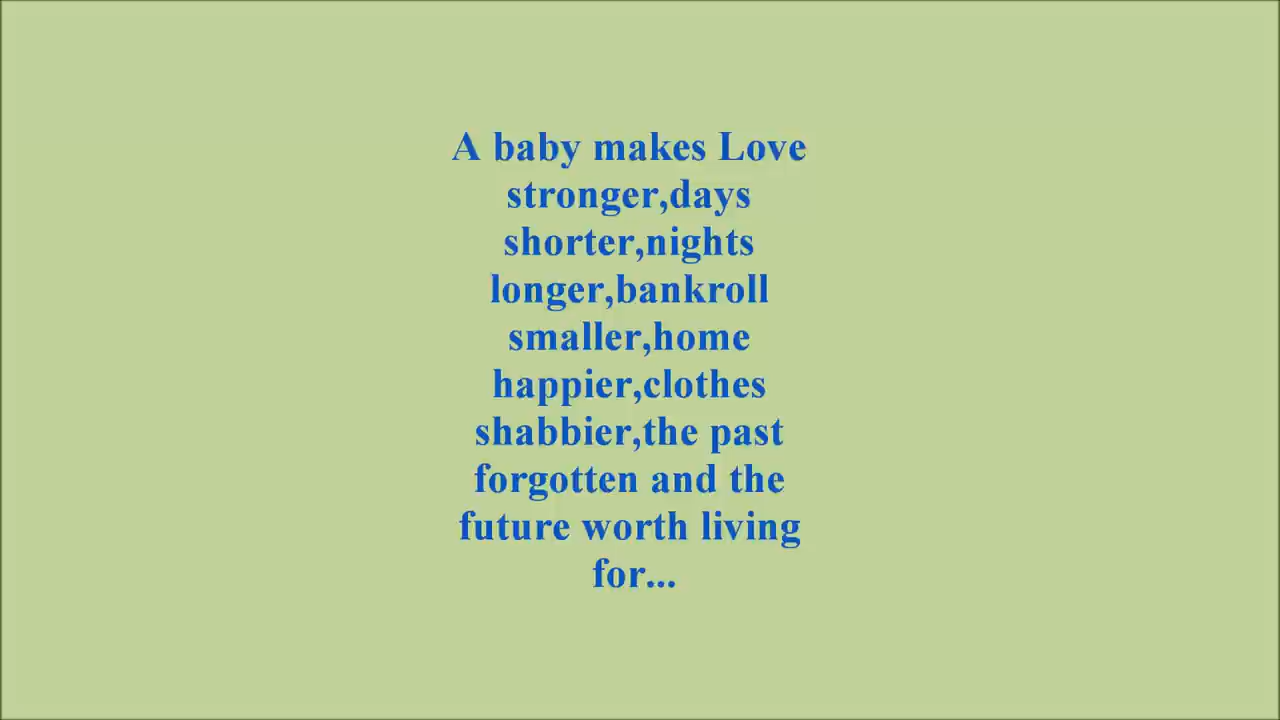 A baby makes Love
stronger,days
shorter,nights
longer,bankroll
smaller,home
happier,clothes
shabbier,the past
forgotten and the
future worth living
for...